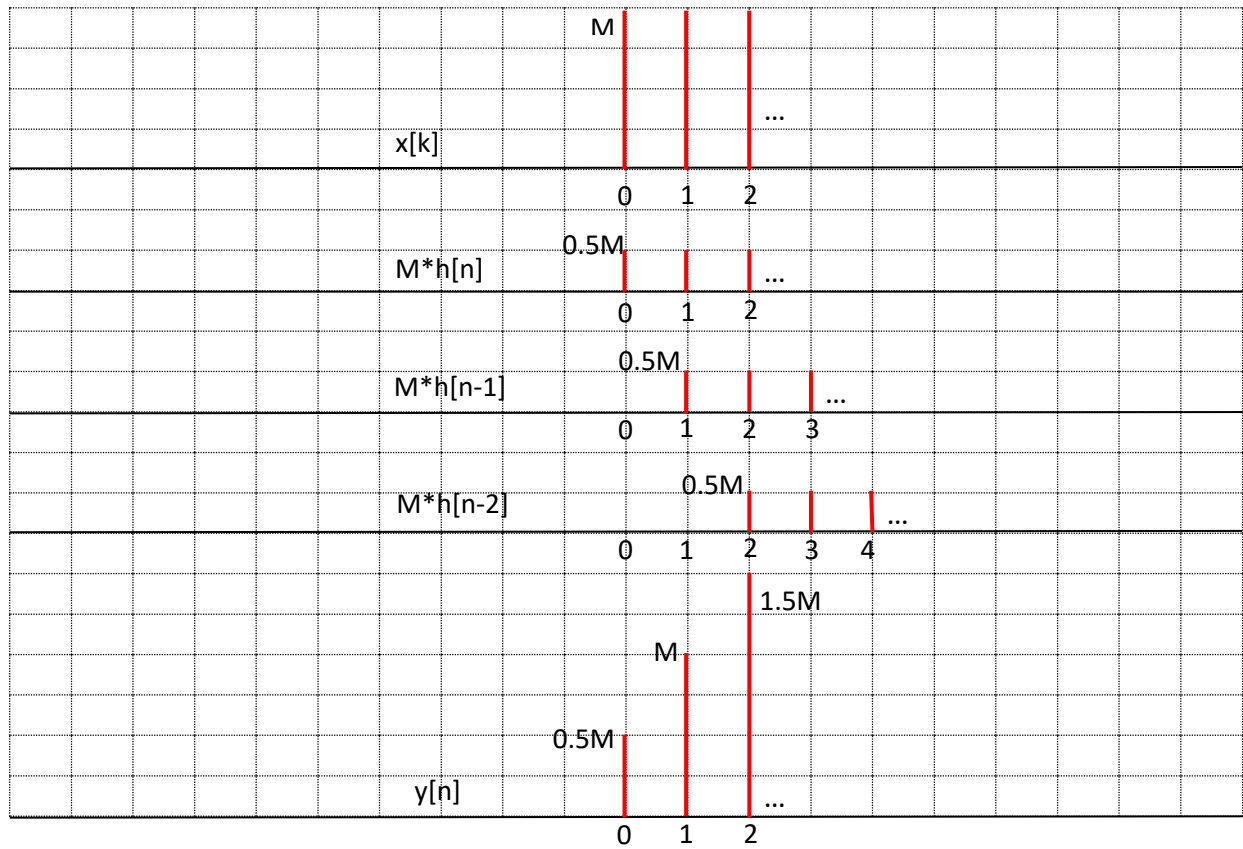 M
...
x[k]
0 1 2
0.5M
M*h[n] ...
0 1 2
0.5M
M*h[n-1] ...
0 1 2 3
0.5M
M*h[n-2] ...
0 1 2 3 4
1.5M
M
0.5M
y[n] ...
0 1 2